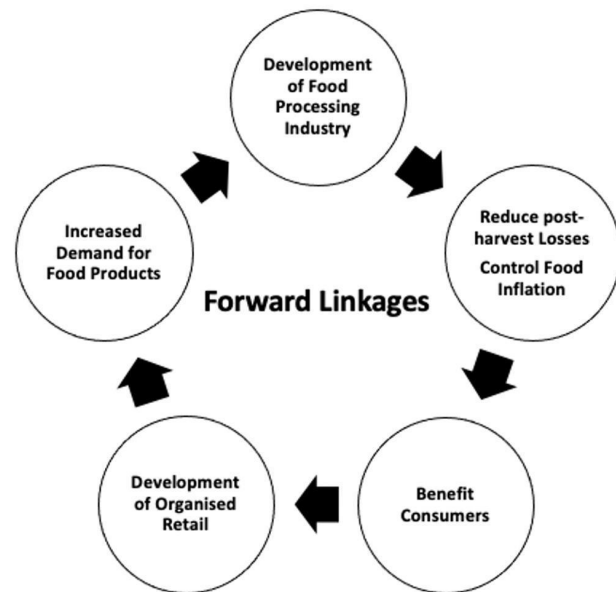 Development
of Food
Processing
Industry
Reduce post-
harvest Losses
Control Food
Inflation
Benefit
Consumers
Development
of Organised
Retail
Increased
Demand for
Food Products
Forward Linkages